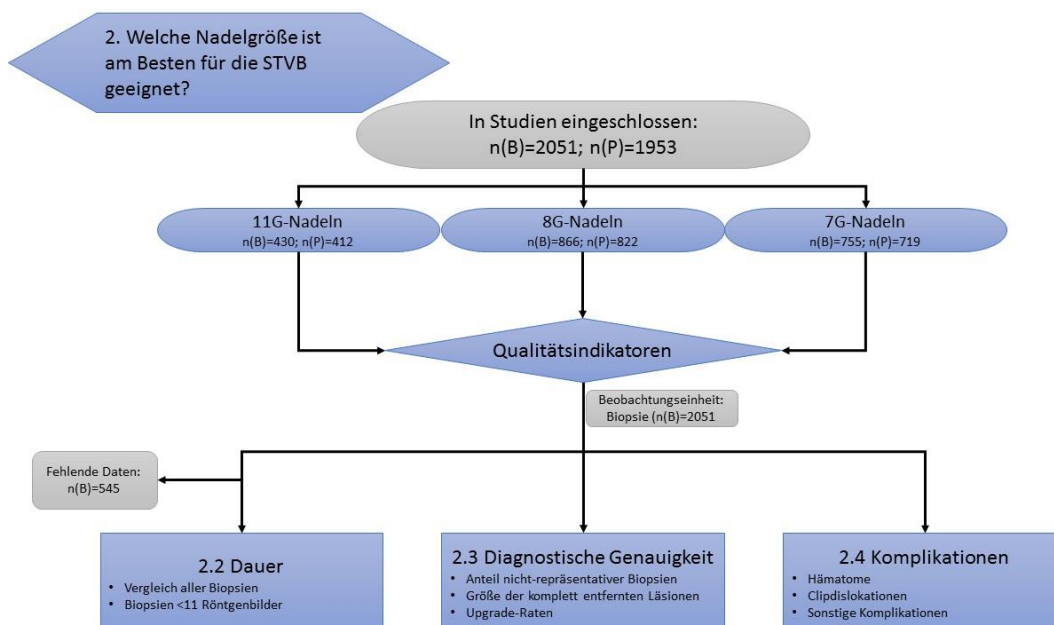 2. Welche Nadelgröße ist
am Besten für die STVB
geeignet?
In Studien eingeschlossen:
n(B)=2051; n(P)=1953
11G-Nadeln
n(B)=430; n(P)=412
8G-Nadeln
n(B)=866; n(P)=822
7G-Nadeln
n(B)=755; n(P)=719
Qualitätsindikatoren
Beobachtungseinheit:
Biopsie (n(B)=2051
Fehlende Daten:
n(B)=545
2.2 Dauer
• Vergleich aller Biopsien
• Biopsien <11 Röntgenbilder
2.3 Diagnostische Genauigkeit
• Anteil nicht-repräsentativer Biopsien
• Größe der komplett entfernten Läsionen
• Upgrade-Raten
2.4 Komplikationen
• Hämatome
• Clipdislokationen
• Sonstige Komplikationen